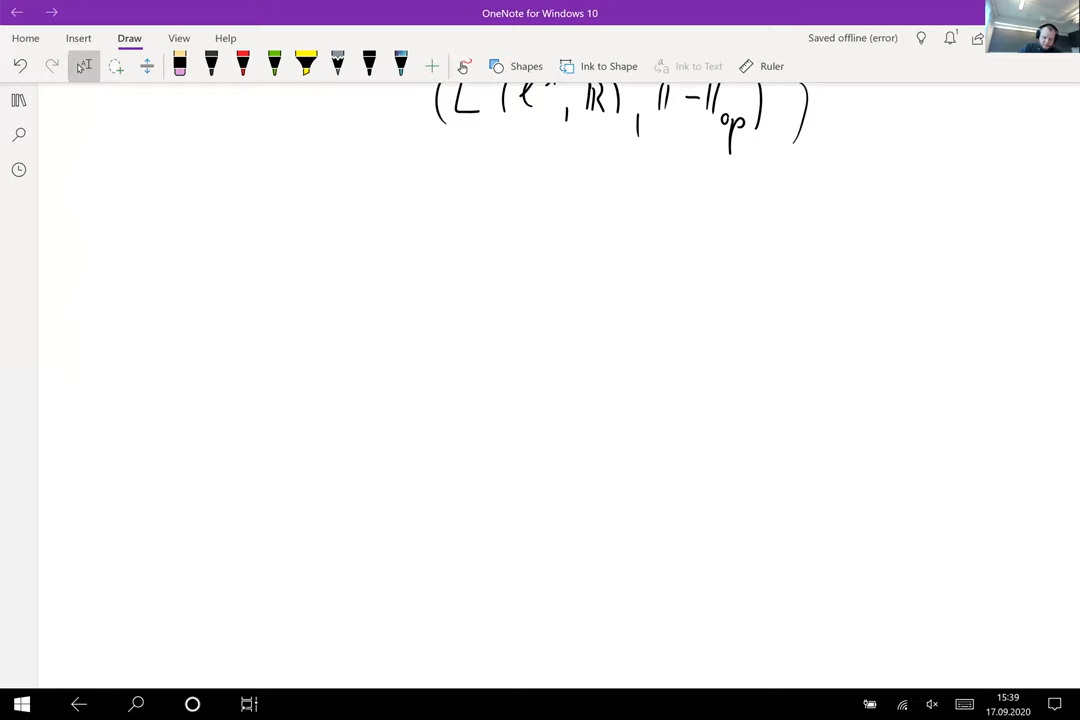 OneNote for Windows 10
Home Insert Draw View Help Saved offline (error)
Shapes Ink to Shape Ink to Text Ruler
, ℝ), ‖-‖op))
15:39
17.09.2020